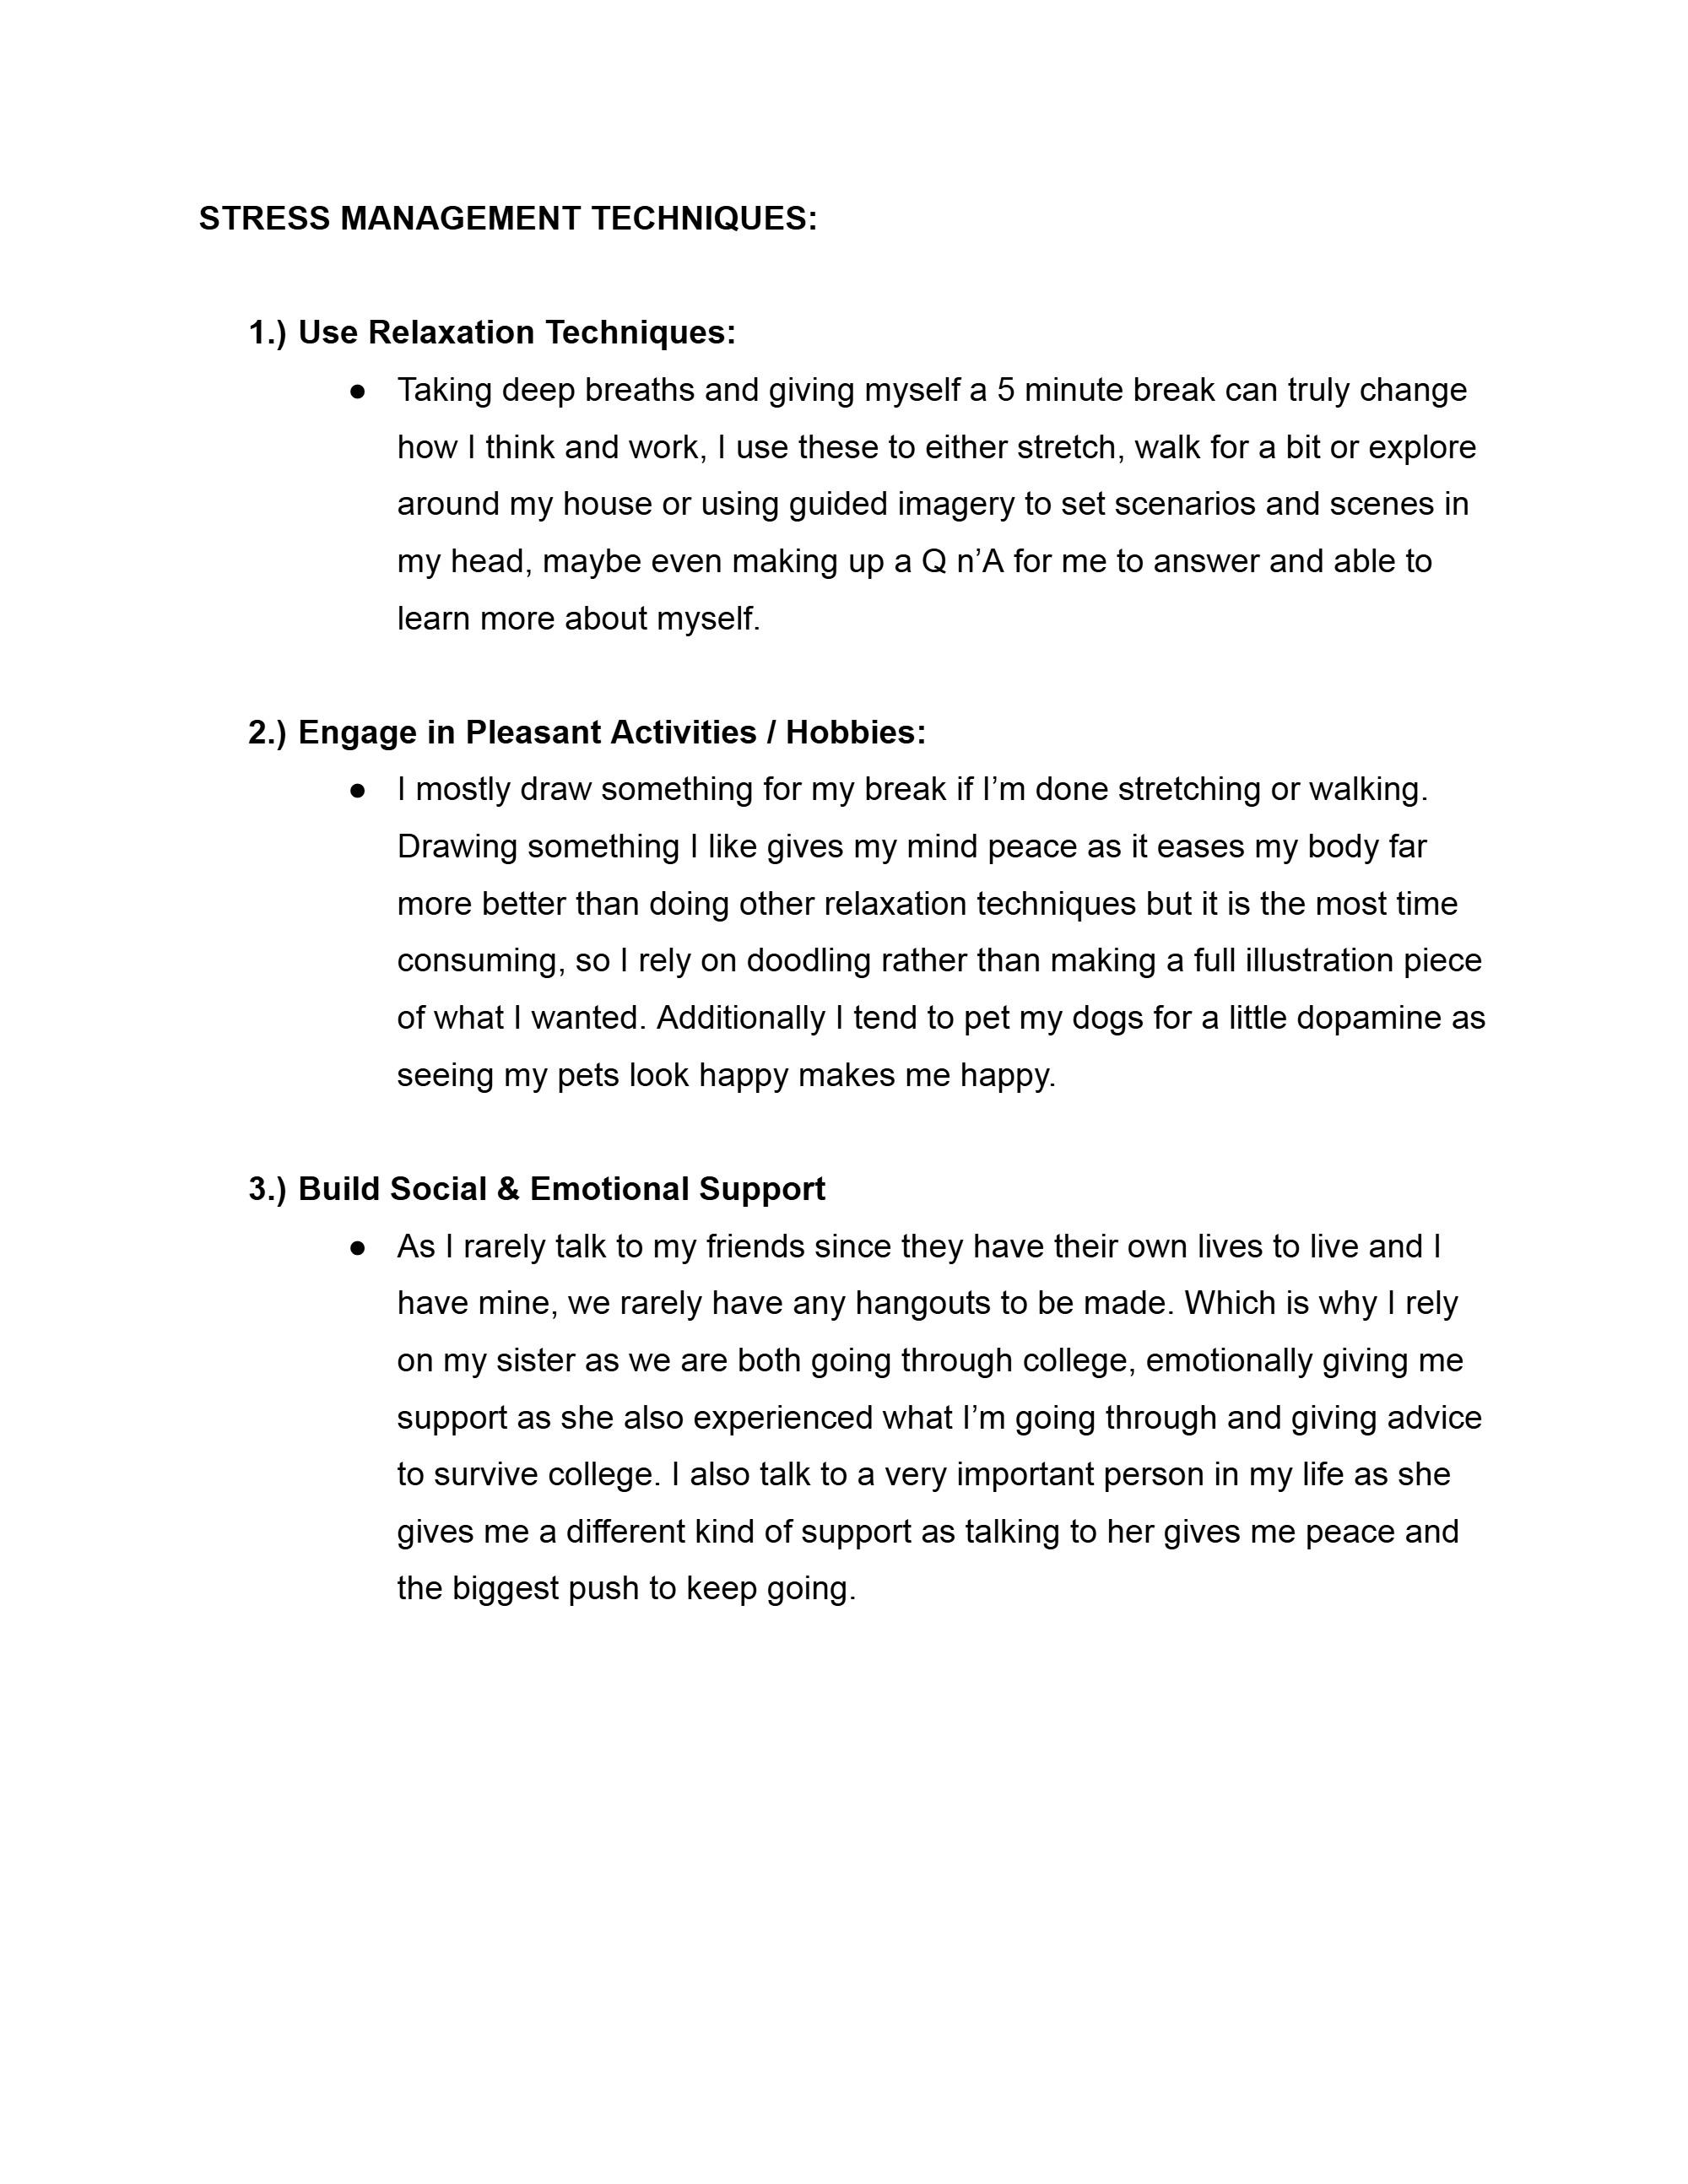 STRESS MANAGEMENT TECHNIQUES:
1.) Use Relaxation Techniques:
● Taking deep breaths and giving myself a 5 minute break can truly change
how I think and work, I use these to either stretch, walk for a bit or explore
around my house or using guided imagery to set scenarios and scenes in
my head, maybe even making up a Q n’A for me to answer and able to
learn more about myself.
2.) Engage in Pleasant Activities / Hobbies:
● I mostly draw something for my break if I’m done stretching or walking.
Drawing something I like gives my mind peace as it eases my body far
more better than doing other relaxation techniques but it is the most time
consuming, so I rely on doodling rather than making a full illustration piece
of what I wanted. Additionally I tend to pet my dogs for a little dopamine as
seeing my pets look happy makes me happy.
3.) Build Social & Emotional Support
● As I rarely talk to my friends since they have their own lives to live and I
have mine, we rarely have any hangouts to be made. Which is why I rely
on my sister as we are both going through college, emotionally giving me
support as she also experienced what I’m going through and giving advice
to survive college. I also talk to a very important person in my life as she
gives me a different kind of support as talking to her gives me peace and
the biggest push to keep going.